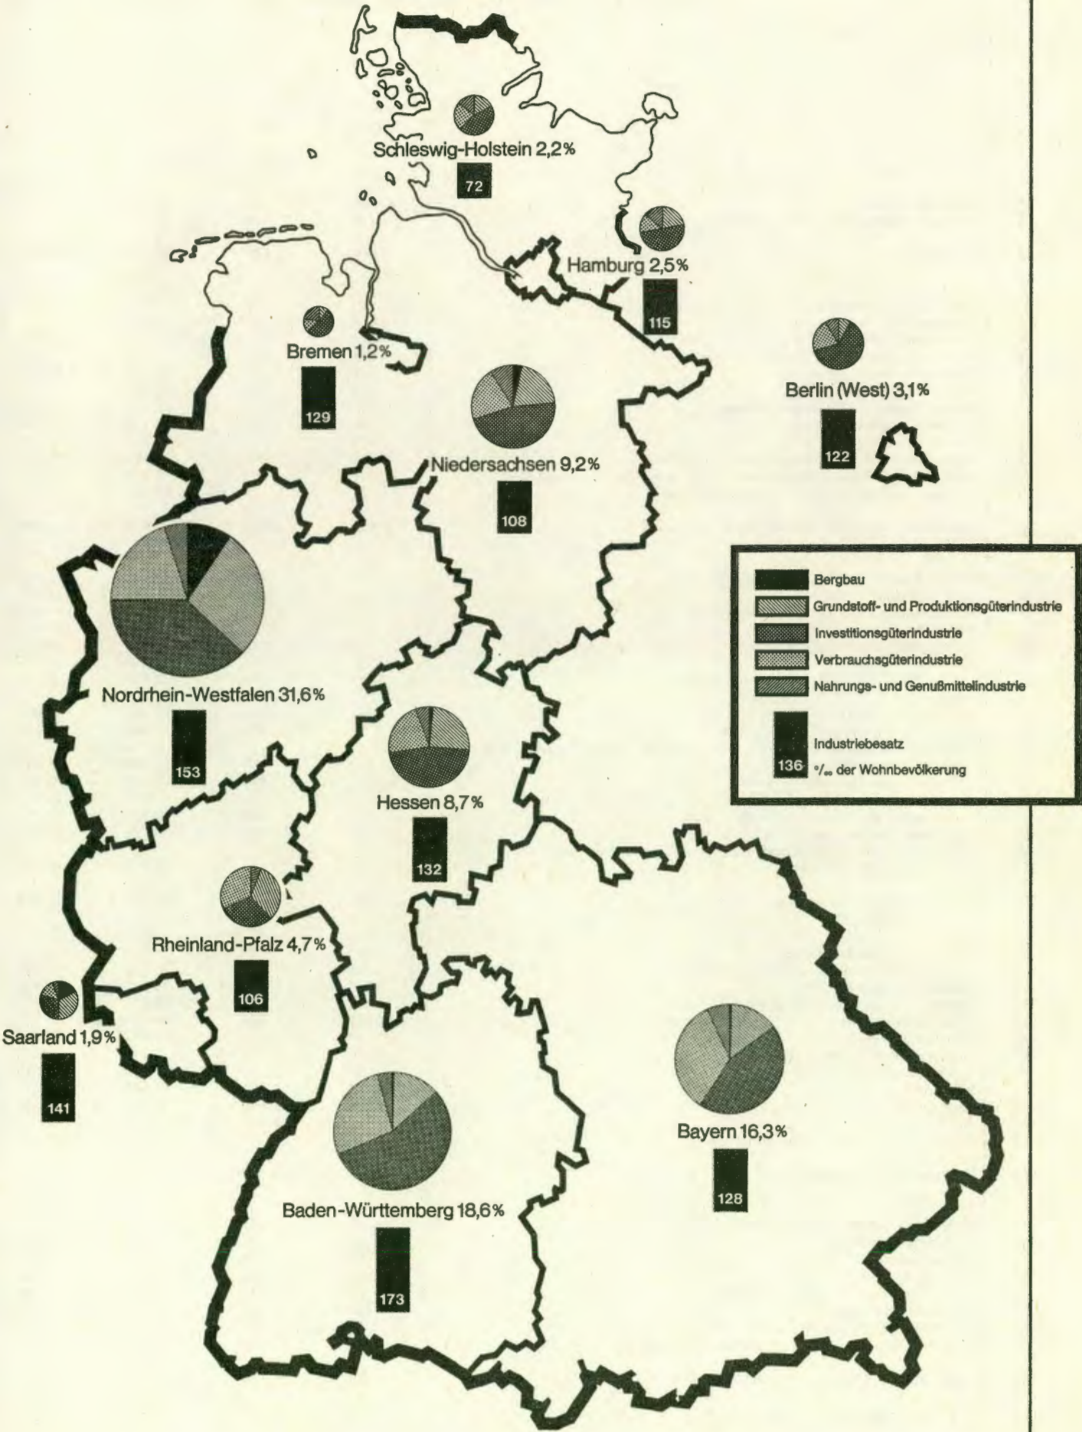 Schleswig-Holstein 2,2%
72
Hamburg 2,5%
115
Bremen 1,2%
129
Berlin (West) 3,1%
122
Niedersachsen 9,2%
108
Bergbau
Grundstoff- und Produktionsgüterindustrie
Investitionsgüterindustrie
Verbrauchsgüterindustrie
Nahrungs- und Genußmittelindustrie
136
Industriebesatz
°/₀₀ der Wohnbevölkerung
Nordrhein-Westfalen 31,6%
153
Hessen 8,7%
132
Rheinland-Pfalz 4,7%
106
Saarland 1,9%
141
Bayern 16,3%
128
Baden-Württemberg 18,6%
173